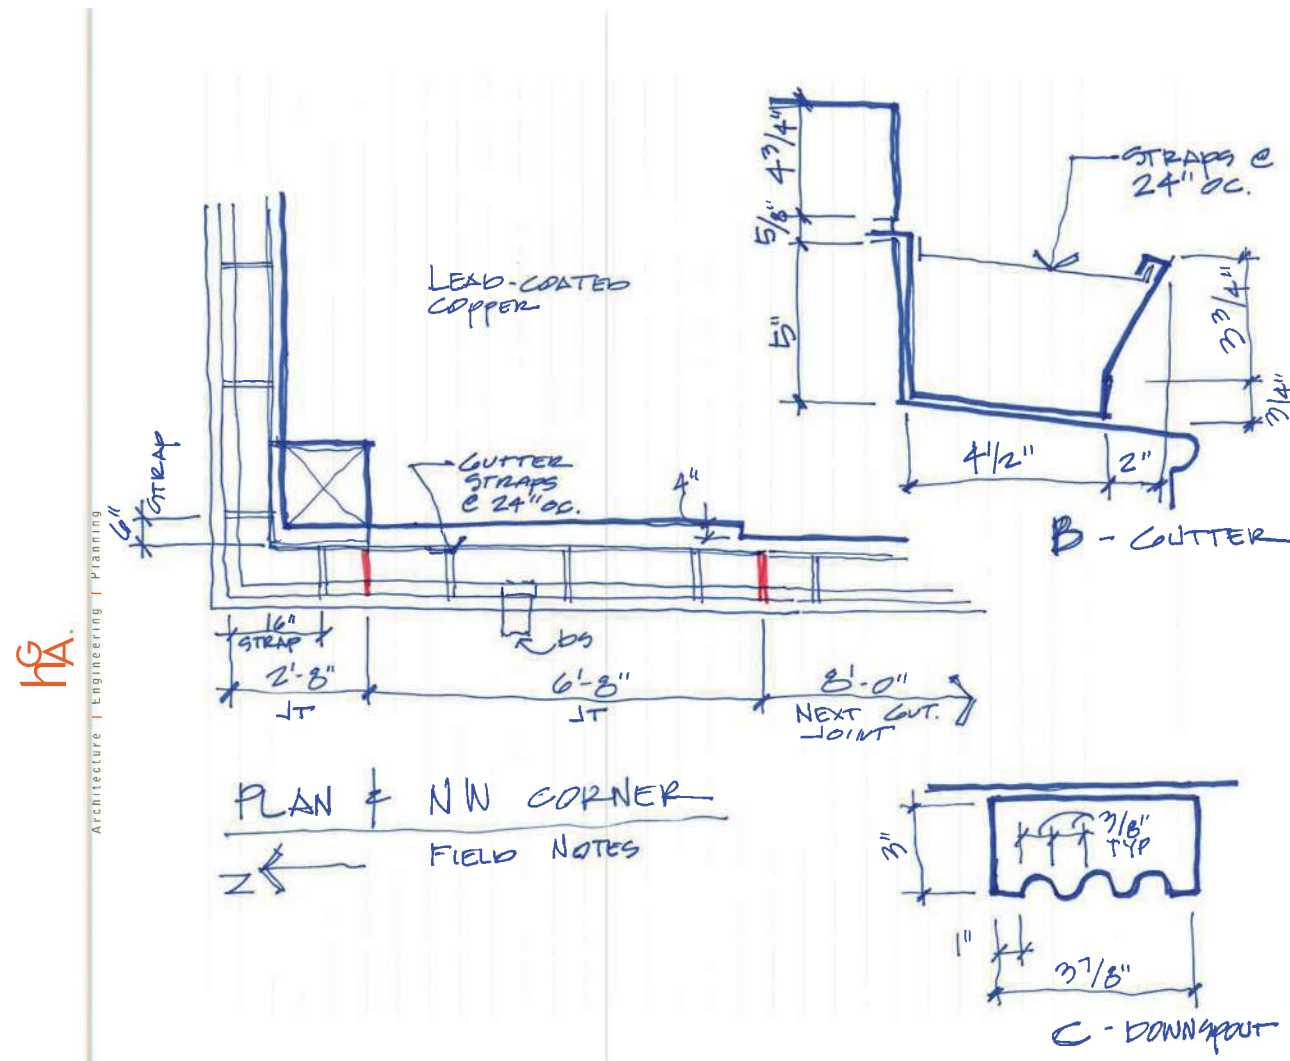 hGA.
Architecture | Engineering | Planning
LEAD-COATED
COPPER
6"
STRAP
GUTTER
STRAPS
@ 24" OC.
4"
16"
STRAP
DS
2'-8"
JT
6'-8"
JT
8'-0"
NEXT GUT.
JOINT
PLAN & NW CORNER
FIELD NOTES
N
4 3/4"
5/8"
5"
STRAPS @
24" OC.
3 3/4"
3/4"
4 1/2"
2"
B - GUTTER
3"
3/8"
TYP
1"
3 7/8"
C - DOWNSPOUT